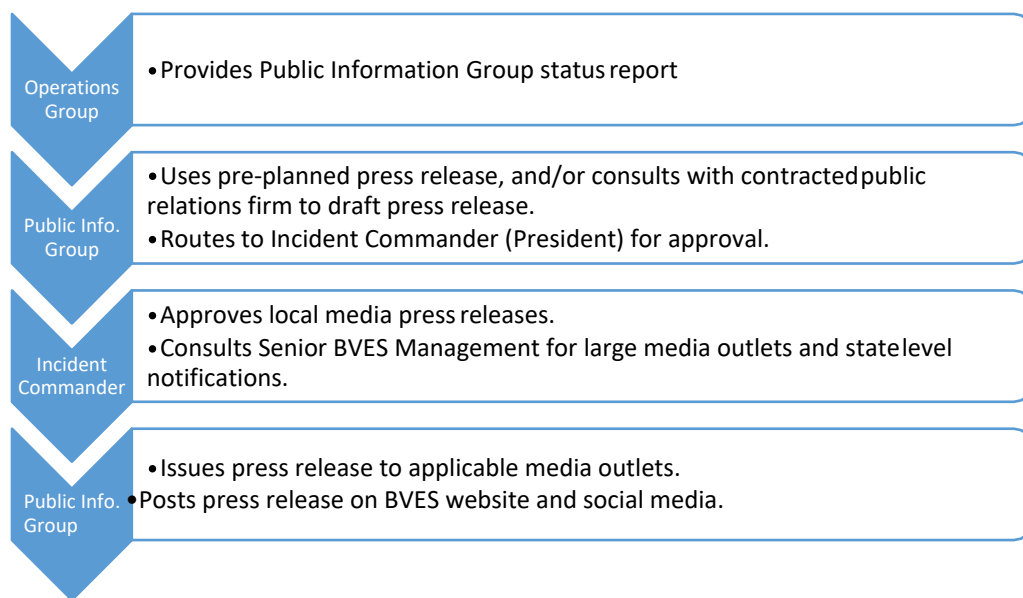 Operations
Group
•Provides Public Information Group status report
Public Info.
Group
•Uses pre-planned press release, and/or consults with contracted public
relations firm to draft press release.
•Routes to Incident Commander (President) for approval.
Incident
Commander
•Approves local media press releases.
•Consults Senior BVES Management for large media outlets and state level
notifications.
Public Info.
Group
•Issues press release to applicable media outlets.
•Posts press release on BVES website and social media.